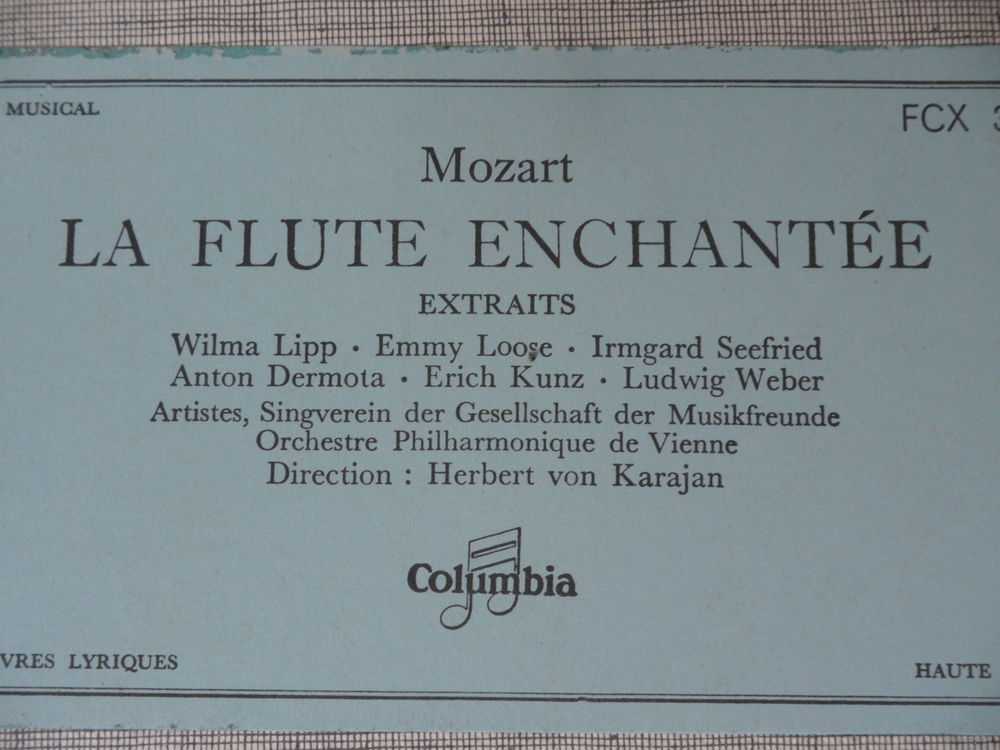 MUSICAL
FCX
Mozart
LA FLUTE ENCHANTÉE
EXTRAITS
Wilma Lipp · Emmy Loose · Irmgard Seefried
Anton Dermota · Erich Kunz · Ludwig Weber
Artistes, Singverein der Gesellschaft der Musikfreunde
Orchestre Philharmonique de Vienne
Direction : Herbert von Karajan
Columbia
VRES LYRIQUES
HAUTE